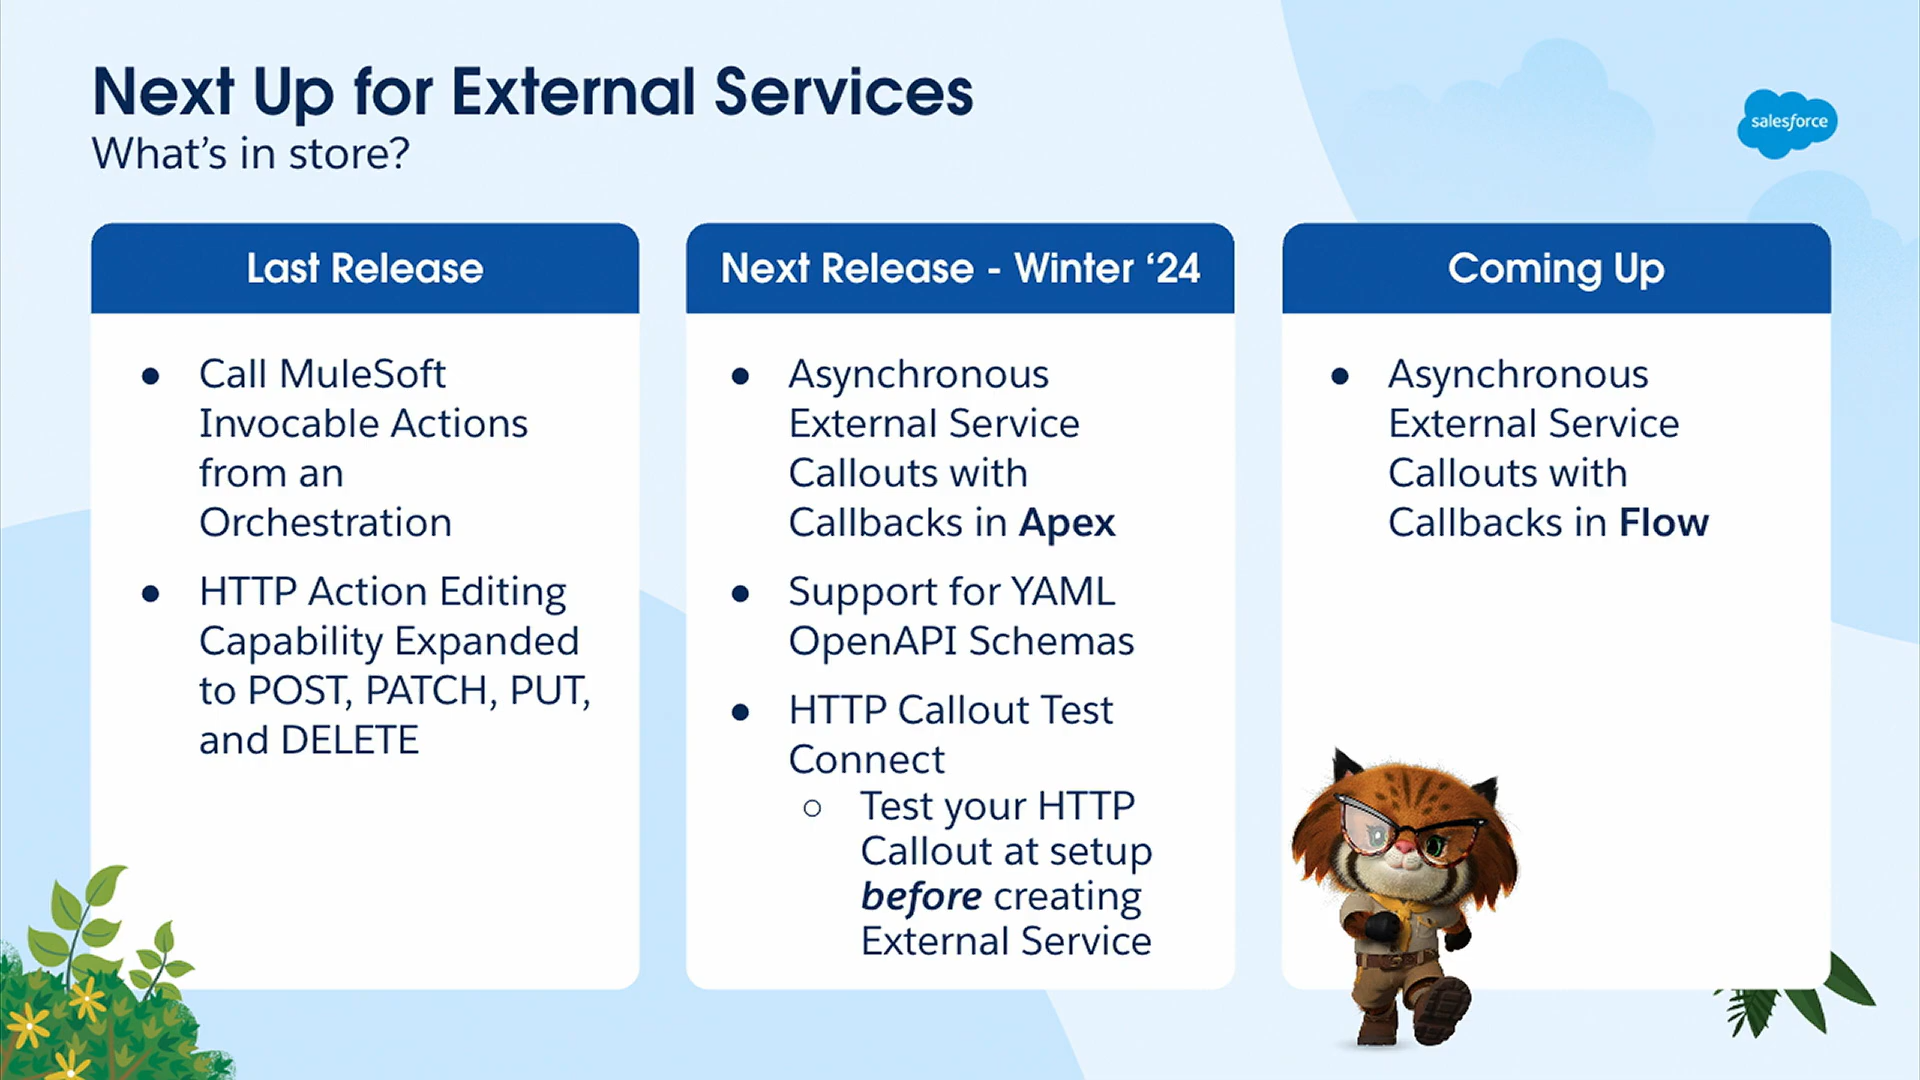 Next Up for External Services
What’s in store?
salesforce
Last Release
● Call MuleSoft
Invocable Actions
from an
Orchestration
● HTTP Action Editing
Capability Expanded
to POST, PATCH, PUT,
and DELETE
Next Release - Winter ‘24
● Asynchronous
External Service
Callouts with
Callbacks in Apex
● Support for YAML
OpenAPI Schemas
● HTTP Callout Test
Connect
○ Test your HTTP
Callout at setup
before creating
External Service
Coming Up
● Asynchronous
External Service
Callouts with
Callbacks in Flow